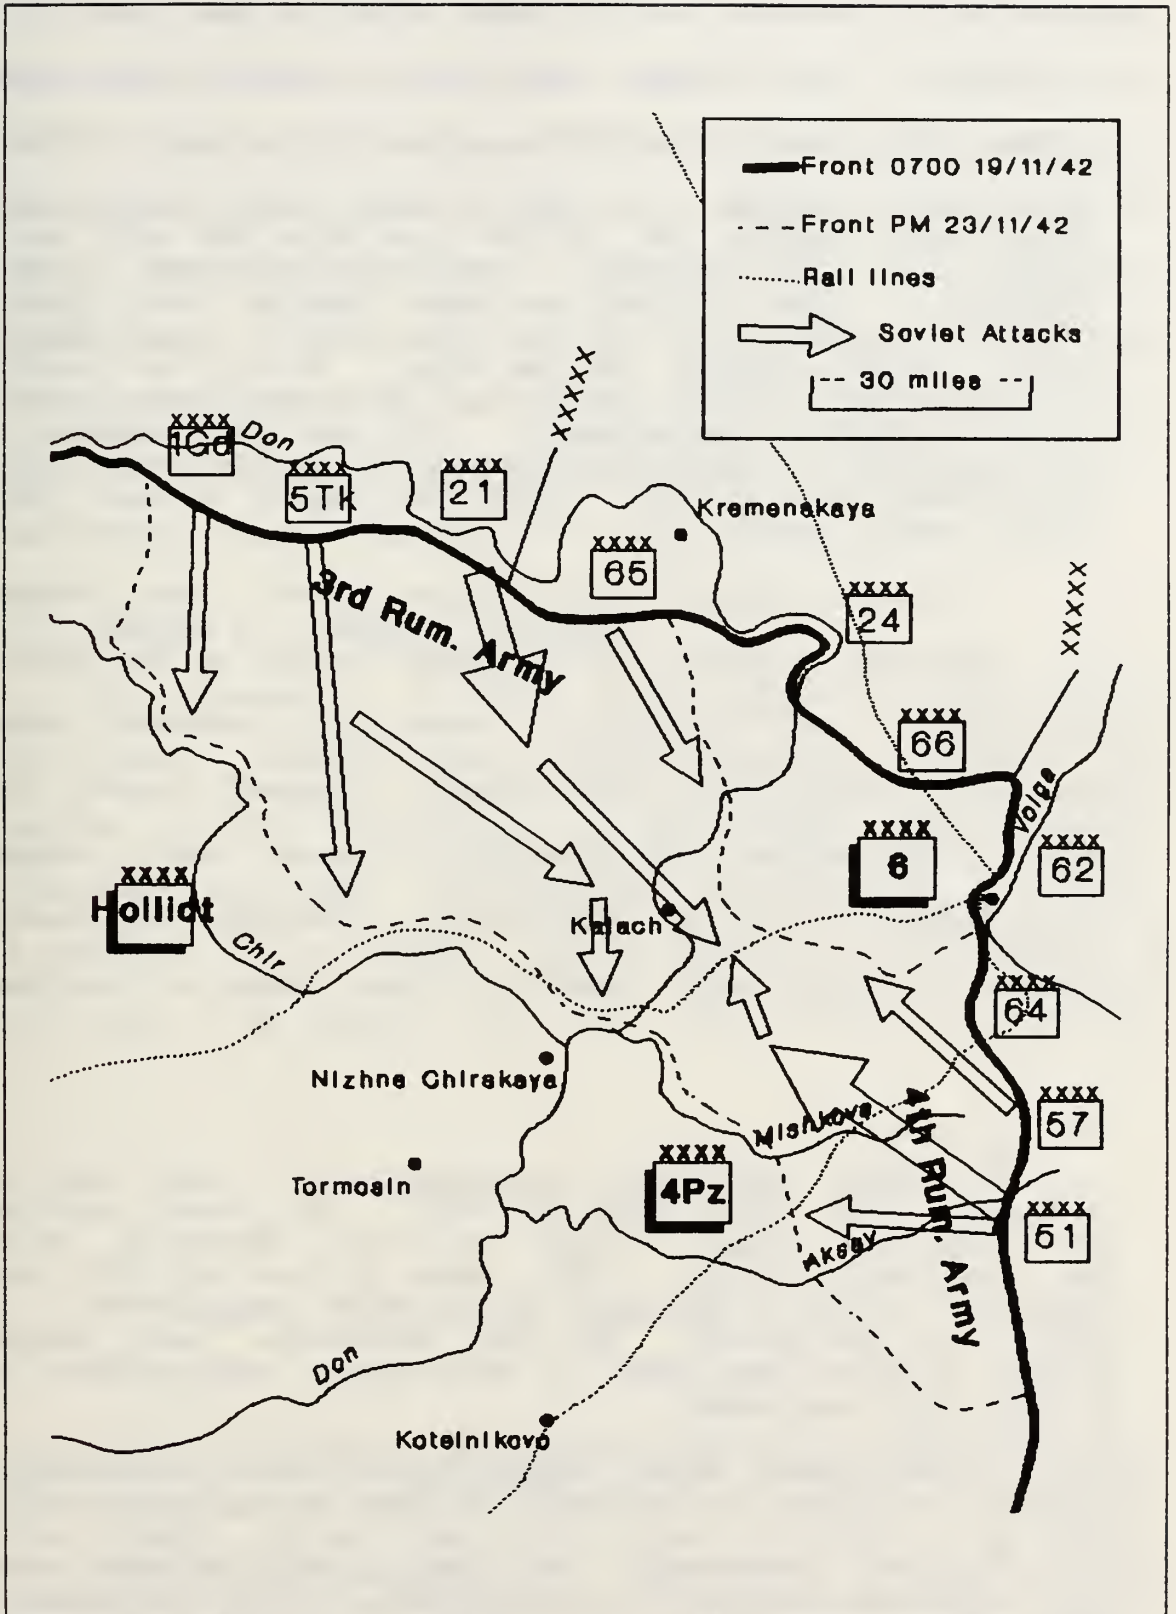 Front 0700 19/11/42
Front PM 23/11/42
Rail lines
Soviet Attacks
30 miles
XXXXX
XXXX
1Gd
Don
XXXX
5Tk
XXXX
21
Kremenskaya
XXXX
65
3rd Rum. Army
XXXX
24
XXXXX
XXXX
66
Volga
XXXX
6
XXXX
62
XXXX
Hollidt
Kalach
Chir
XXXX
64
Nizhne Chirskaya
XXXX
57
Mishkova
4th Rum. Army
Tormosin
XXXX
4Pz
XXXX
51
Aksay
Don
Kotelnikovo